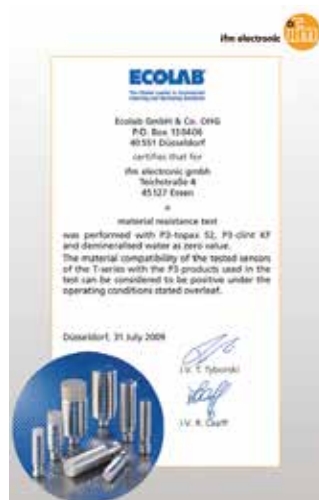 ifm electronic
ifm
ECOLAB
Ecolab GmbH & Co. OHG
P.O. Box 130406
40551 Düsseldorf
certifies that for
ifm electronic gmbh
Teichstraße 4
45127 Essen
a
material resistance test
was performed with P3-topax 52, P3-clint KF
and demineralised water as zero value.
The material compatibility of the tested sensors
of the T-series with the P3-products used in the
test can be considered to be positive under the
operating conditions stated overleaf.
Düsseldorf, 31 July 2009
i.V. T. Tyborski
i.V. R.